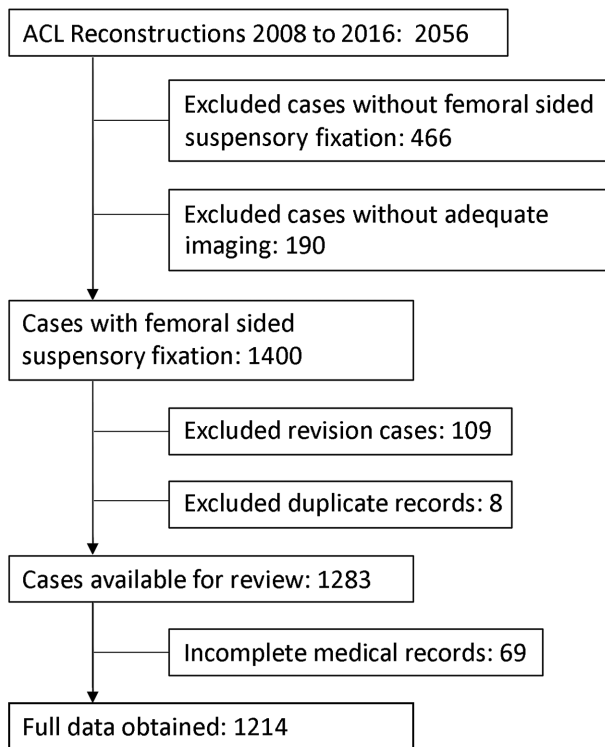 ACL Reconstructions 2008 to 2016: 2056
Excluded cases without femoral sided
suspensory fixation: 466
Excluded cases without adequate
imaging: 190
Cases with femoral sided
suspensory fixation: 1400
Excluded revision cases: 109
Excluded duplicate records: 8
Cases available for review: 1283
Incomplete medical records: 69
Full data obtained: 1214